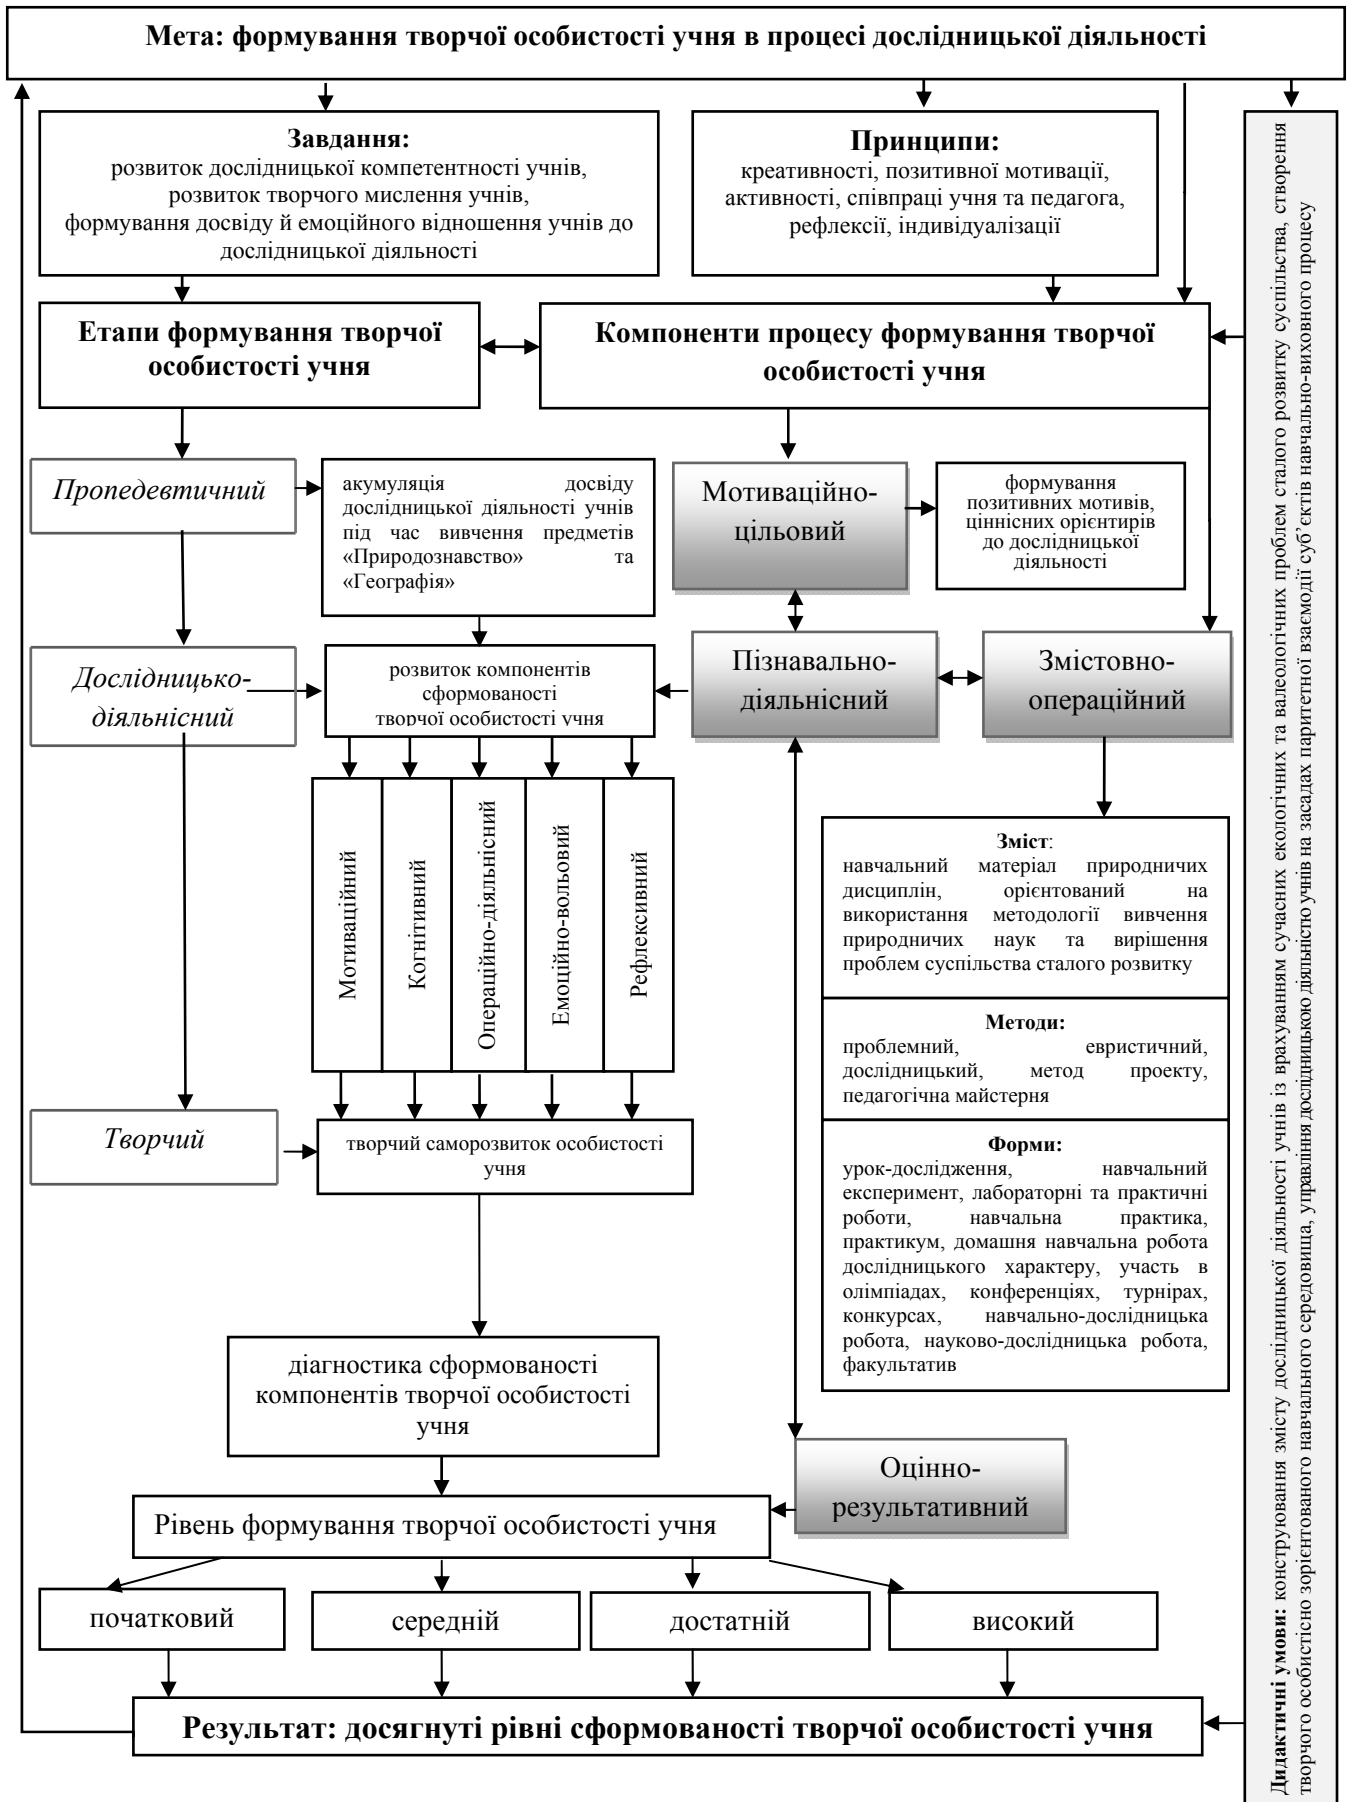 Мета: формування творчої особистості учня в процесі дослідницької діяльності
Завдання:
розвиток дослідницької компетентності учнів,
розвиток творчого мислення учнів,
формування досвіду й емоційного відношення учнів до
дослідницької діяльності
Принципи:
креативності, позитивної мотивації,
активності, співпраці учня та педагога,
рефлексії, індивідуалізації
Етапи формування творчої
особистості учня
Компоненти процесу формування творчої
особистості учня
Пропедевтичний
акумуляція досвіду
дослідницької діяльності учнів
під час вивчення предметів
«Природознавство» та
«Географія»
Мотиваційно-
цільовий
формування
позитивних мотивів,
ціннісних орієнтирів
до дослідницької
діяльності
Дослідницько-
діяльнісний
розвиток компонентів
сформованості
творчої особистості учня
Пізнавально-
діяльнісний
Змістовно-
операційний
Мотиваційний
Когнітивний
Операційно-діяльнісний
Емоційно-вольовий
Рефлексивний
Зміст:
навчальний матеріал природничих
дисциплін, орієнтований на
використання методології вивчення
природничих наук та вирішення
проблем суспільства сталого розвитку
Методи:
проблемний, евристичний,
дослідницький, метод проекту,
педагогічна майстерня
Форми:
урок-дослідження, навчальний
експеримент, лабораторні та практичні
роботи, навчальна практика,
практикум, домашня навчальна робота
дослідницького характеру, участь в
олімпіадах, конференціях, турнірах,
конкурсах, навчально-дослідницька
робота, науково-дослідницька робота,
факультатив
Творчий
творчий саморозвиток особистості
учня
діагностика сформованості
компонентів творчої особистості
учня
Оцінно-
результативний
Рівень формування творчої особистості учня
початковий
середній
достатній
високий
Результат: досягнуті рівні сформованості творчої особистості учня
Дидактичні умови: конструювання змісту дослідницької діяльності учнів із врахуванням сучасних екологічних та валеологічних проблем сталого розвитку суспільства, створення
творчого особистісно зорієнтованого навчального середовища, управління дослідницькою діяльністю учнів на засадах паритетної взаємодії суб'єктів навчально-виховного процесу